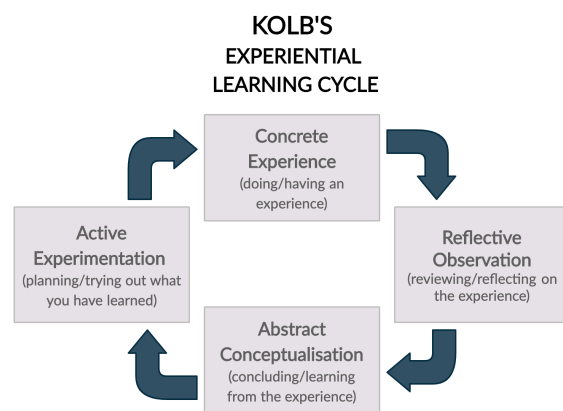 KOLB'S
EXPERIENTIAL
LEARNING CYCLE
Concrete
Experience
(doing/having an
experience)
Reflective
Observation
(reviewing/reflecting on
the experience)
Abstract
Conceptualisation
(concluding/learning
from the experience)
Active
Experimentation
(planning/trying out what
you have learned)